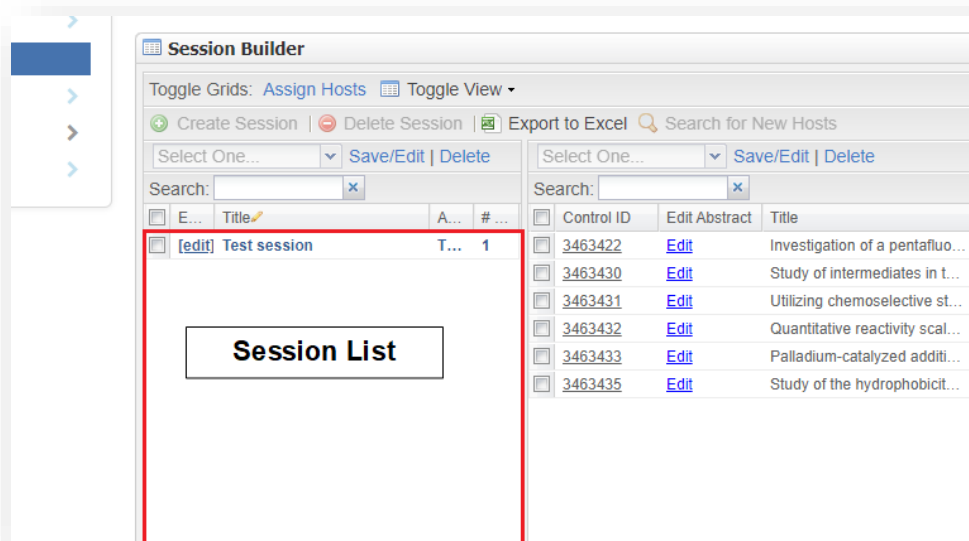 Session Builder
Toggle Grids: Assign Hosts Toggle View
Create Session | Delete Session | Export to Excel Search for New Hosts
Select One... Save/Edit | Delete Select One... Save/Edit | Delete
Search: Search:
E... Title A... # ... Control ID Edit Abstract Title
[edit] Test session T... 1 3463422 Edit Investigation of a pentafluo...
3463430 Edit Study of intermediates in t...
3463431 Edit Utilizing chemoselective st...
3463432 Edit Quantitative reactivity scal...
Session List
3463433 Edit Palladium-catalyzed additi...
3463435 Edit Study of the hydrophobicit...